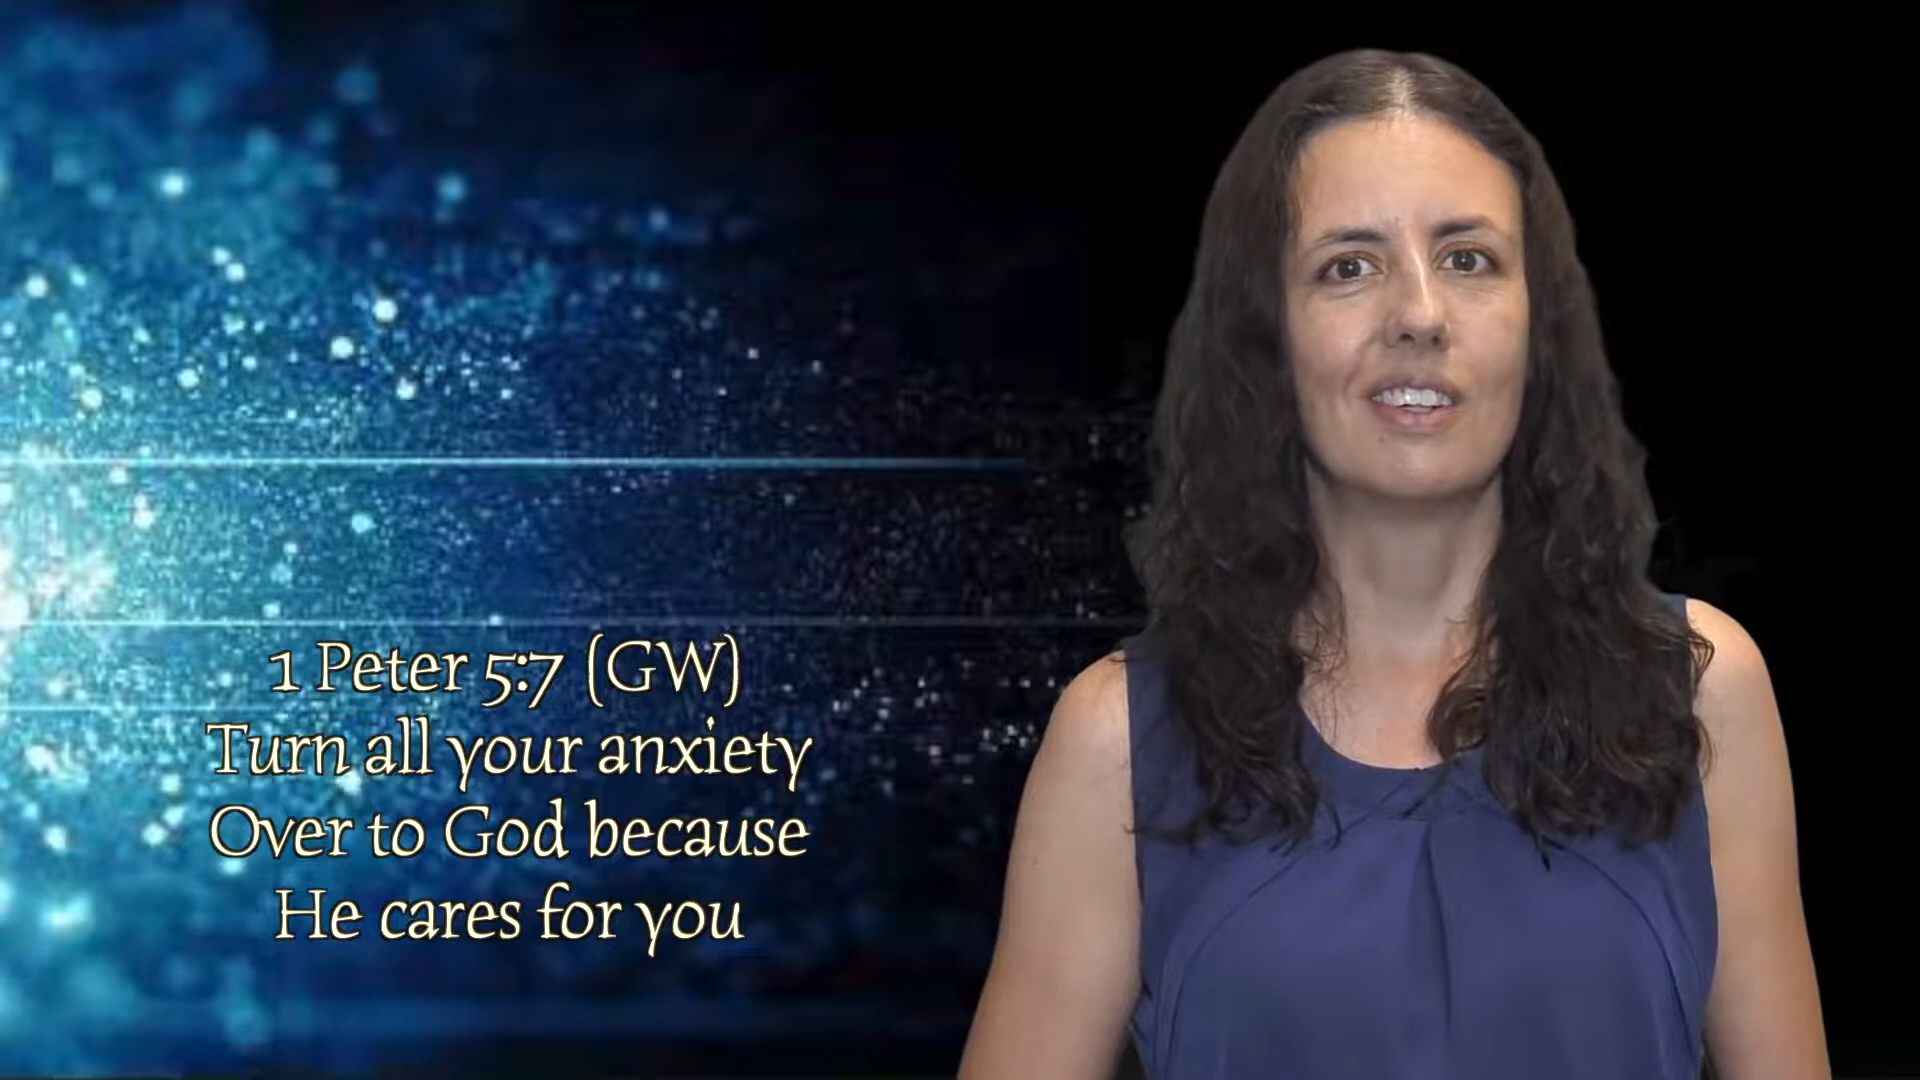 1 Peter 5:7 (GW)
Turn all your anxiety
Over to God because
He cares for you